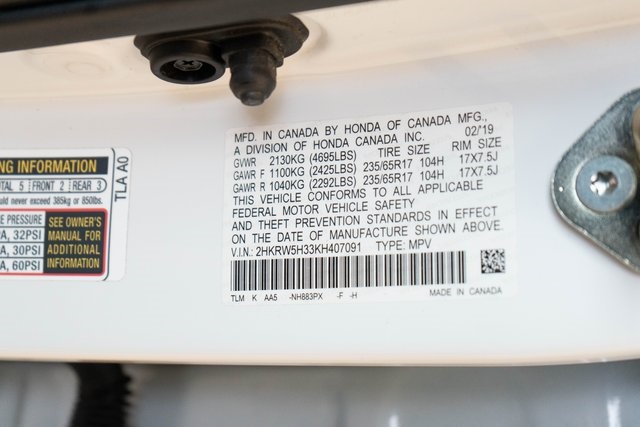 NG INFORMATION
OTAL 5 FRONT 2 REAR 3
uld never exceed 385kg or 850lbs.
E PRESSURE
A, 32PSI
A, 30PSI
A, 60PSI
SEE OWNER'S
MANUAL FOR
ADDITIONAL
INFORMATION
TLA A0
MFD. IN CANADA BY HONDA OF CANADA MFG.,
A DIVISION OF HONDA CANADA INC. 02/'19
GVWR 2130KG (4695LBS) TIRE SIZE RIM SIZE
GAWR F 1100KG (2425LBS) 235/65R17 104H 17X7.5J
GAWR R 1040KG (2292LBS) 235/65R17 104H 17X7.5J
THIS VEHICLE CONFORMS TO ALL APPLICABLE
FEDERAL MOTOR VEHICLE SAFETY
AND THEFT PREVENTION STANDARDS IN EFFECT
ON THE DATE OF MANUFACTURE SHOWN ABOVE.
V.I.N.: 2HKRW5H33KH407091 TYPE: MPV
TLM K AA5 -NH883PX -F -H MADE IN CANADA